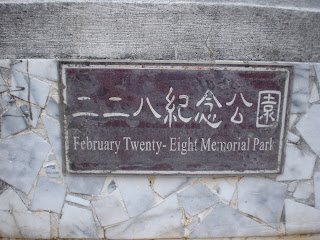 二二八紀念公園
February Twenty- Eight Memorial Park